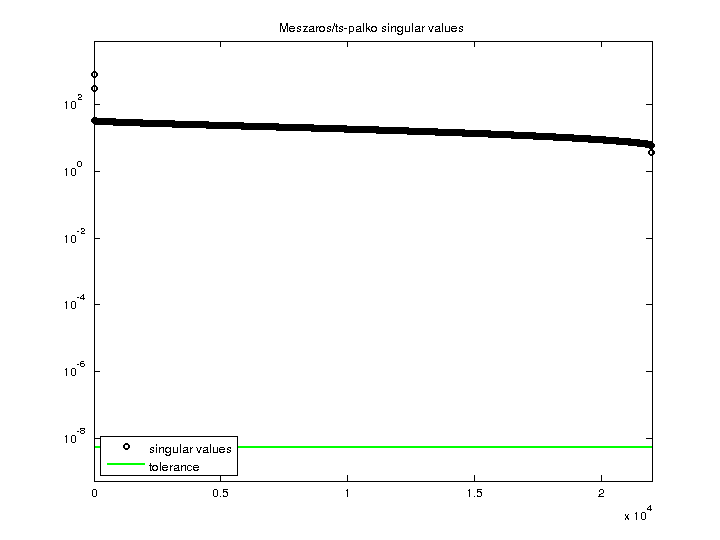 Meszaros/ts-palko singular values
10^2
10^0
10^-2
10^-4
10^-6
10^-8
singular values
tolerance
0 0.5 1 1.5 2
x 10^4